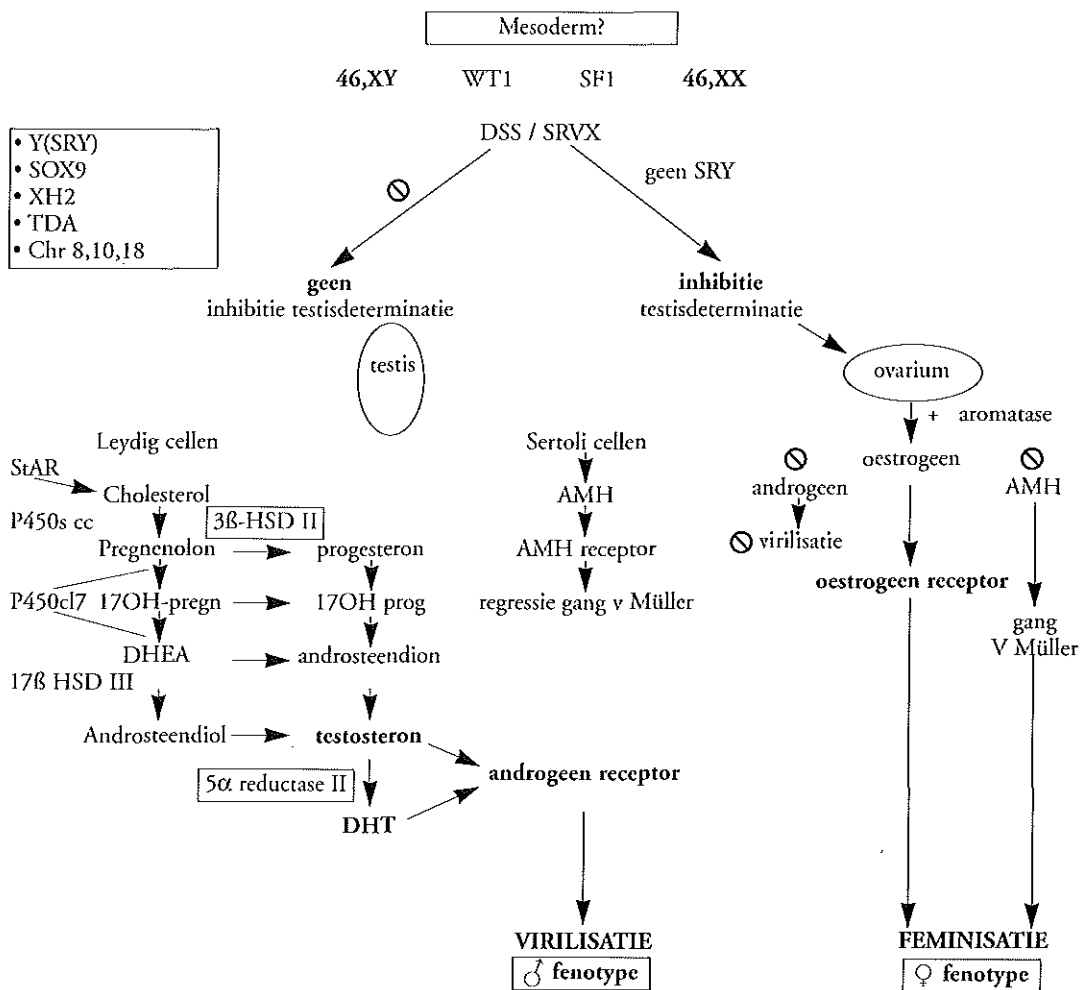 Mesoderm?
46,XY WT1 SF1 46,XX
DSS / SRVX
• Y(SRY)
• SOX9
• XH2
• TDA
• Chr 8,10,18
geen SRY
geen
inhibitie testisdeterminatie
inhibitie
testisdeterminatie
testis
ovarium
+ aromatase
Leydig cellen
Sertoli cellen
oestrogeen
StAR
Cholesterol
AMH
androgeen
AMH
P450s cc
3ß-HSD II
Pregnenolon
progesteron
AMH receptor
virilisatie
oestrogeen receptor
P450cl7
17OH-pregn
17OH prog
regressie gang v Müller
gang
V Müller
DHEA
androsteendion
17ß HSD III
Androsteendiol
testosteron
androgeen receptor
5α reductase II
DHT
VIRILISATIE
♂ fenotype
FEMINISATIE
♀ fenotype